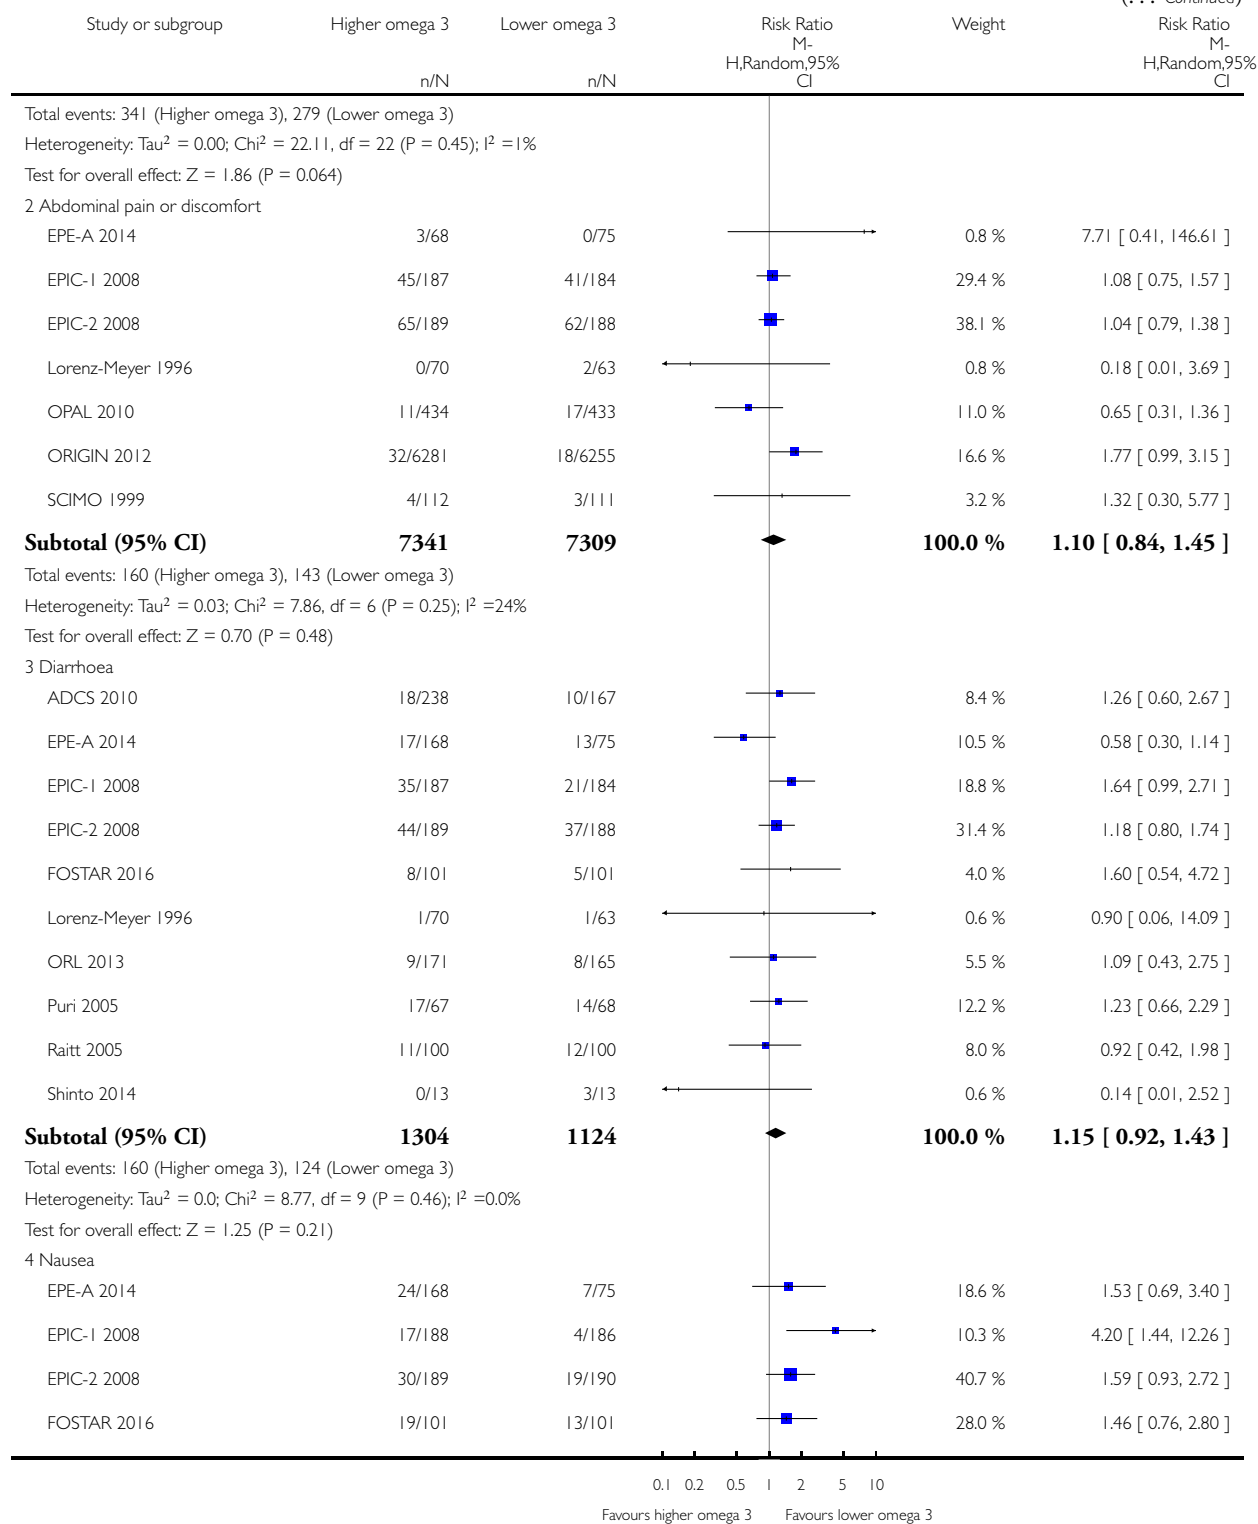 (... Continued)
Study or subgroup Higher omega 3 Lower omega 3 Risk Ratio Weight Risk Ratio
M- M-
H,Random,95% H,Random,95%
n/N n/N CI CI
Total events: 341 (Higher omega 3), 279 (Lower omega 3)
Heterogeneity: Tau² = 0.00; Chi² = 22.11, df = 22 (P = 0.45); I² =1%
Test for overall effect: Z = 1.86 (P = 0.064)
2 Abdominal pain or discomfort
EPE-A 2014 3/68 0/75 0.8 % 7.71 [ 0.41, 146.61 ]
EPIC-1 2008 45/187 41/184 29.4 % 1.08 [ 0.75, 1.57 ]
EPIC-2 2008 65/189 62/188 38.1 % 1.04 [ 0.79, 1.38 ]
Lorenz-Meyer 1996 0/70 2/63 0.8 % 0.18 [ 0.01, 3.69 ]
OPAL 2010 11/434 17/433 11.0 % 0.65 [ 0.31, 1.36 ]
ORIGIN 2012 32/6281 18/6255 16.6 % 1.77 [ 0.99, 3.15 ]
SCIMO 1999 4/112 3/111 3.2 % 1.32 [ 0.30, 5.77 ]
Subtotal (95% CI) 7341 7309 100.0 % 1.10 [ 0.84, 1.45 ]
Total events: 160 (Higher omega 3), 143 (Lower omega 3)
Heterogeneity: Tau² = 0.03; Chi² = 7.86, df = 6 (P = 0.25); I² =24%
Test for overall effect: Z = 0.70 (P = 0.48)
3 Diarrhoea
ADCS 2010 18/238 10/167 8.4 % 1.26 [ 0.60, 2.67 ]
EPE-A 2014 17/168 13/75 10.5 % 0.58 [ 0.30, 1.14 ]
EPIC-1 2008 35/187 21/184 18.8 % 1.64 [ 0.99, 2.71 ]
EPIC-2 2008 44/189 37/188 31.4 % 1.18 [ 0.80, 1.74 ]
FOSTAR 2016 8/101 5/101 4.0 % 1.60 [ 0.54, 4.72 ]
Lorenz-Meyer 1996 1/70 1/63 0.6 % 0.90 [ 0.06, 14.09 ]
ORL 2013 9/171 8/165 5.5 % 1.09 [ 0.43, 2.75 ]
Puri 2005 17/67 14/68 12.2 % 1.23 [ 0.66, 2.29 ]
Raitt 2005 11/100 12/100 8.0 % 0.92 [ 0.42, 1.98 ]
Shinto 2014 0/13 3/13 0.6 % 0.14 [ 0.01, 2.52 ]
Subtotal (95% CI) 1304 1124 100.0 % 1.15 [ 0.92, 1.43 ]
Total events: 160 (Higher omega 3), 124 (Lower omega 3)
Heterogeneity: Tau² = 0.0; Chi² = 8.77, df = 9 (P = 0.46); I² =0.0%
Test for overall effect: Z = 1.25 (P = 0.21)
4 Nausea
EPE-A 2014 24/168 7/75 18.6 % 1.53 [ 0.69, 3.40 ]
EPIC-1 2008 17/188 4/186 10.3 % 4.20 [ 1.44, 12.26 ]
EPIC-2 2008 30/189 19/190 40.7 % 1.59 [ 0.93, 2.72 ]
FOSTAR 2016 19/101 13/101 28.0 % 1.46 [ 0.76, 2.80 ]
0.1 0.2 0.5 1 2 5 10
Favours higher omega 3 Favours lower omega 3